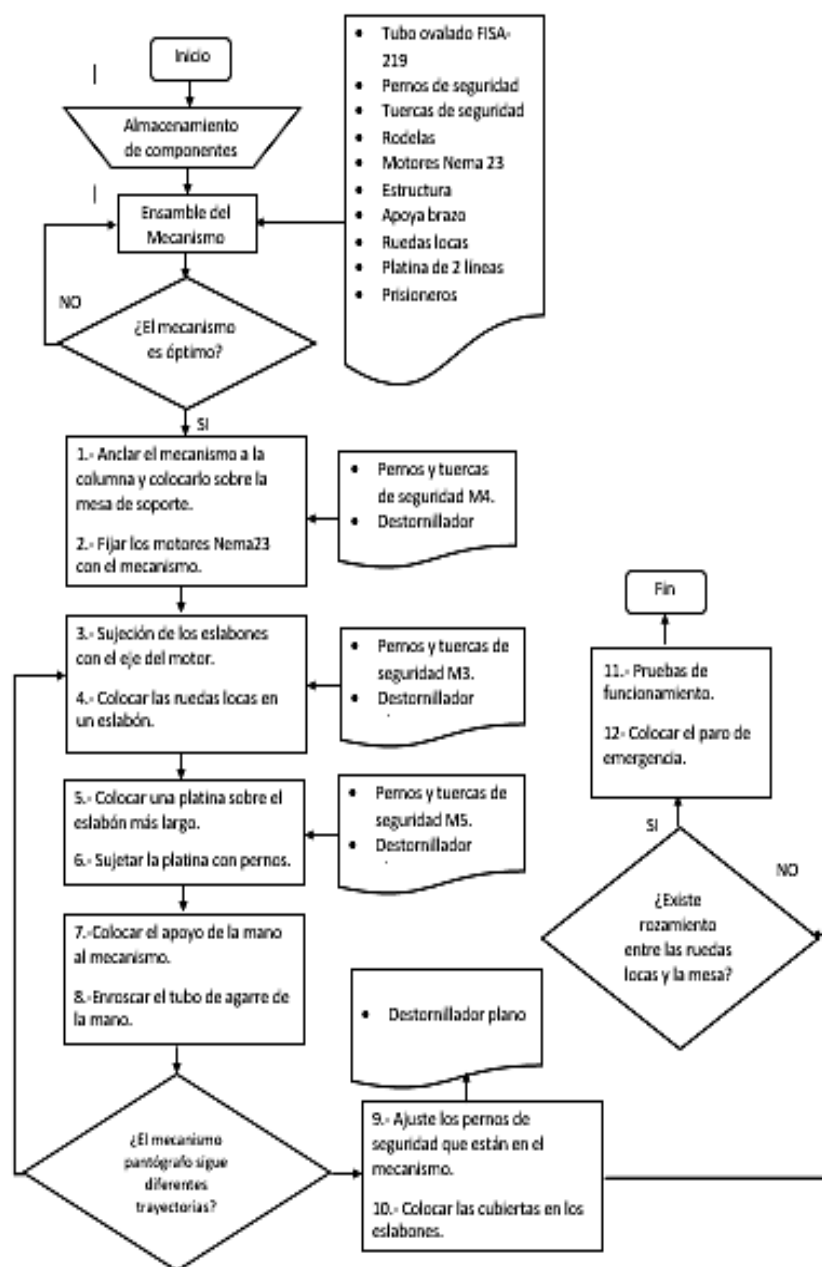 Inicio
Almacenamiento
de componentes
Ensamble del
Mecanismo
• Tubo ovalado FISA-
219
• Pernos de seguridad
• Tuercas de seguridad
• Rodelas
• Motores Nema 23
• Estructura
• Apoya brazo
• Ruedas locas
• Platina de 2 líneas
• Prisioneros
NO
¿El mecanismo
es óptimo?
SI
1.- Anclar el mecanismo a la
columna y colocarlo sobre la
mesa de soporte.
2.- Fijar los motores Nema23
con el mecanismo.
• Pernos y tuercas
de seguridad M4.
• Destornillador
3.- Sujeción de los eslabones
con el eje del motor.
4.- Colocar las ruedas locas en
un eslabón.
• Pernos y tuercas de
seguridad M3.
• Destornillador
5.- Colocar una platina sobre el
eslabón más largo.
6.- Sujetar la platina con pernos.
• Pernos y tuercas de
seguridad M5.
• Destornillador
7.-Colocar el apoyo de la mano
al mecanismo.
8.-Enroscar el tubo de agarre de
la mano.
¿El mecanismo
pantógrafo sigue
diferentes
trayectorias?
• Destornillador plano
9.- Ajuste los pernos de
seguridad que están en el
mecanismo.
10.- Colocar las cubiertas en los
eslabones.
¿Existe
rozamiento
entre las ruedas
locas y la mesa?
NO
SI
11.- Pruebas de
funcionamiento.
12- Colocar el paro de
emergencia.
Fin